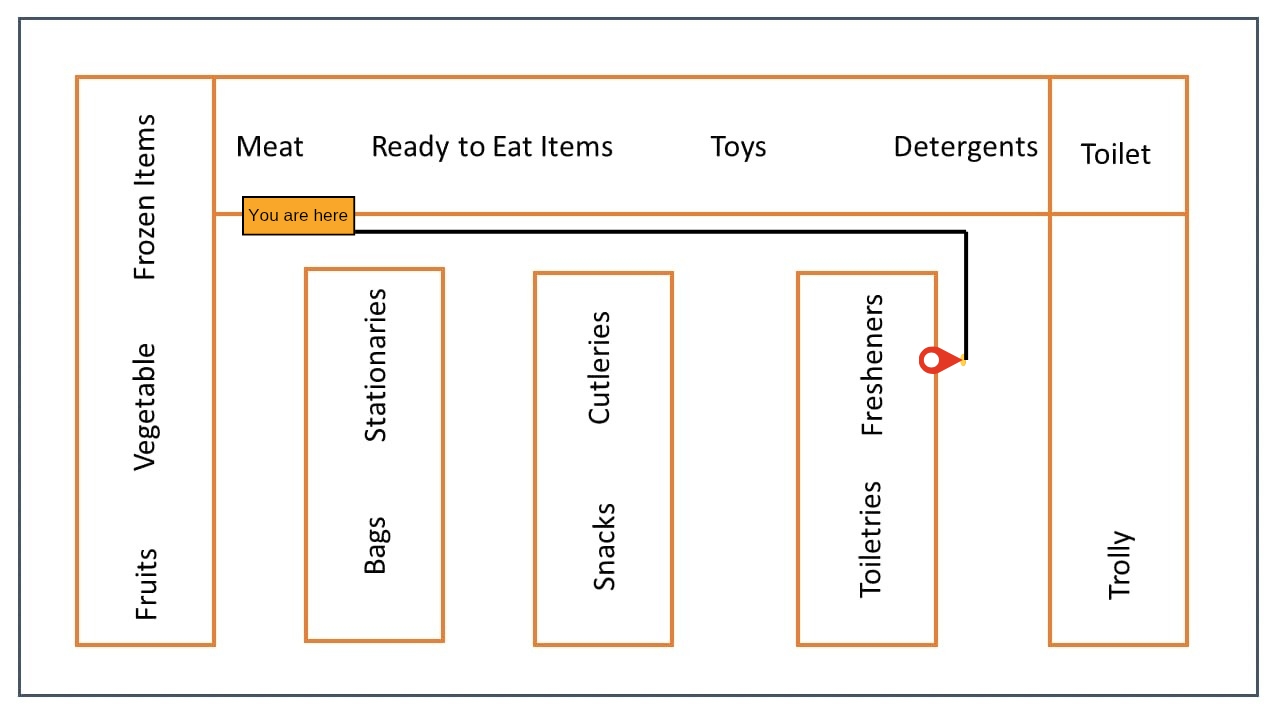 Meat
Ready to Eat Items
Toys
Detergents
Toilet
You are here
Frozen Items
Vegetable
Fruits
Stationaries
Bags
Cutleries
Snacks
Fresheners
Toiletries
Trolly